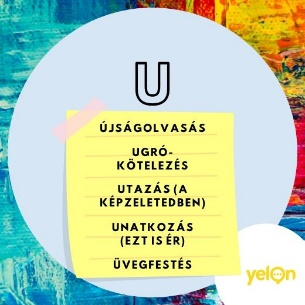 U
ÚJSÁGOLVASÁS
UGRÓ-
KÖTELEZÉS
UTAZÁS (A
KÉPZELETEDBEN)
UNATKOZÁS
(EZT IS ÉR)
ÜVEGFESTÉS
yelon